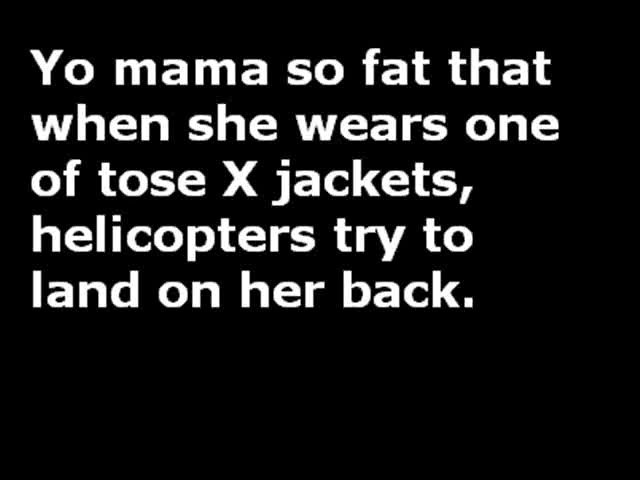 Yo mama so fat that
when she wears one
of tose X jackets,
helicopters try to
land on her back.